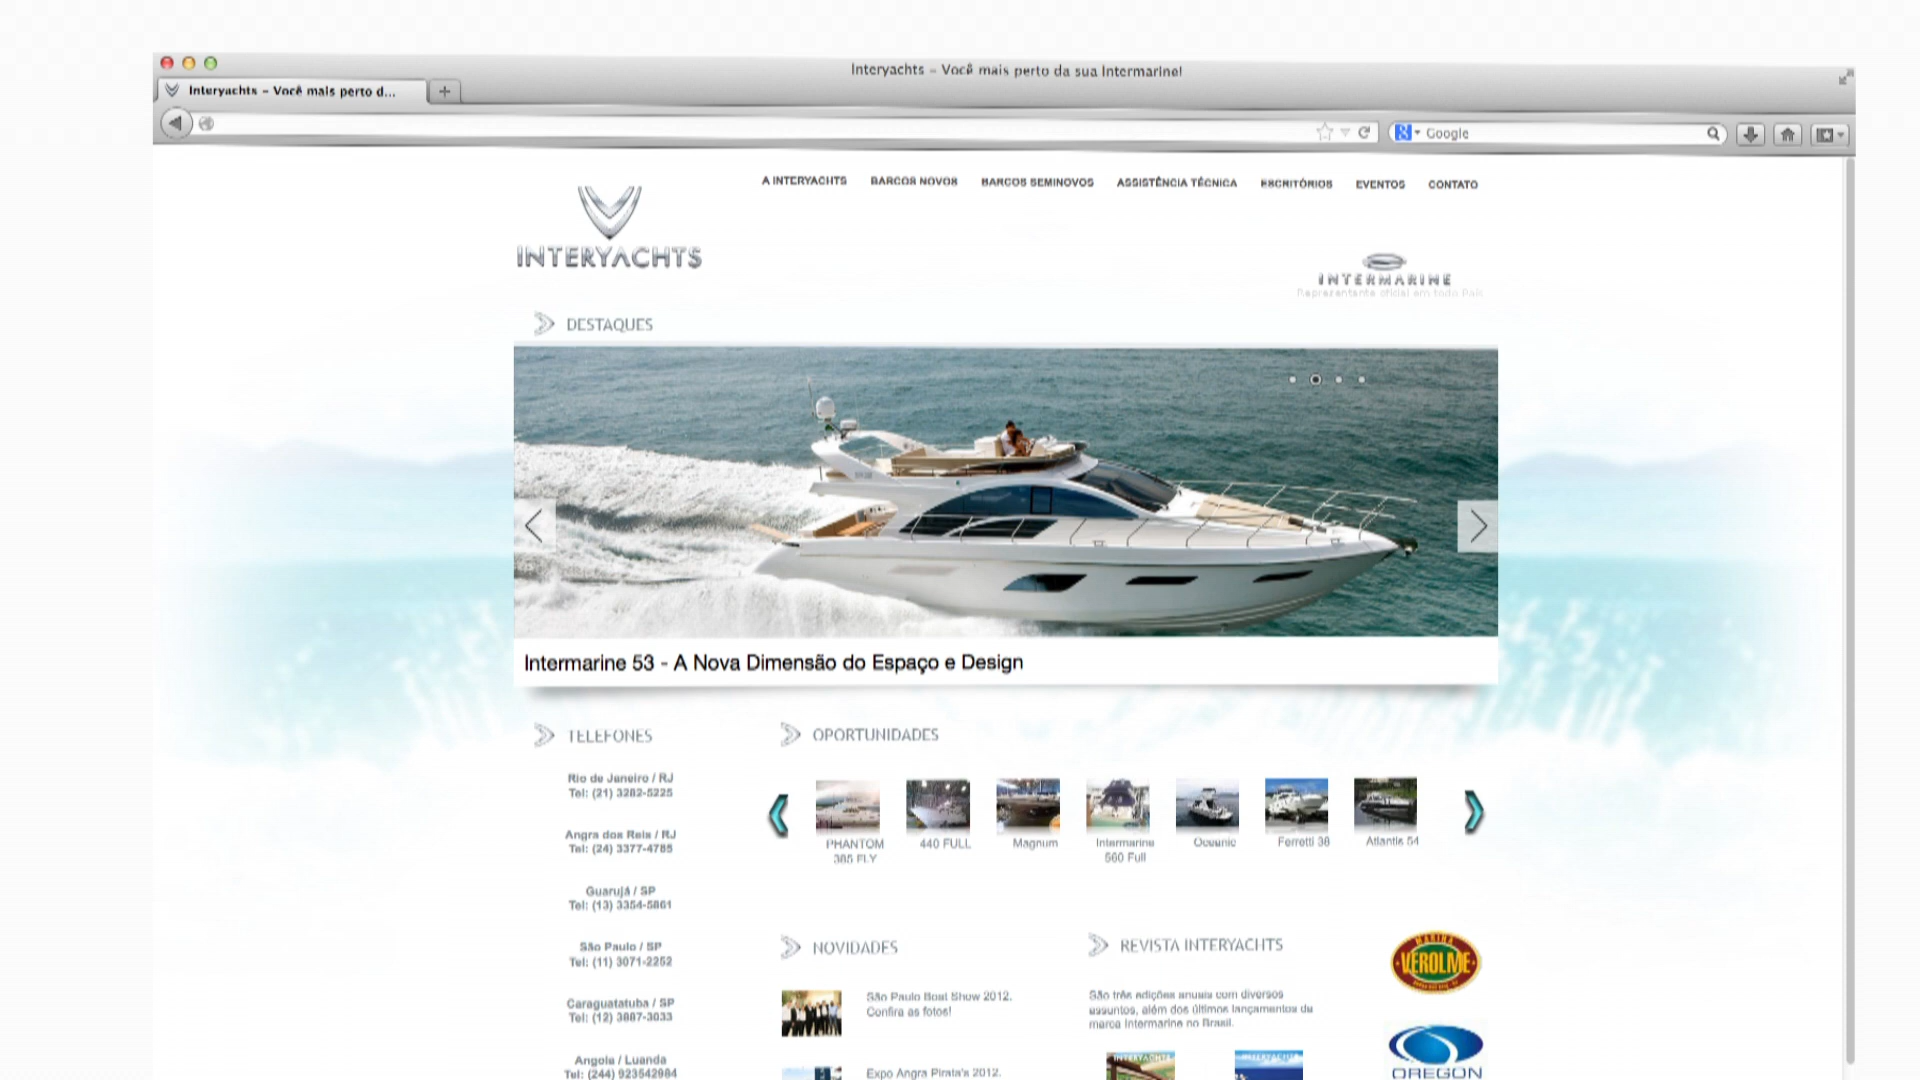 Interyachts – Você mais perto da sua Intermarine!
Interyachts – Você mais perto d...
Google
A INTERYACHTS BARCOS NOVOS BARCOS SEMINOVOS ASSISTÊNCIA TÉCNICA ESCRITÓRIOS EVENTOS CONTATO
INTERYACHTS
INTERMARINE
Representante oficial em todo País
DESTAQUES
Intermarine 53 - A Nova Dimensão do Espaço e Design
TELEFONES
Rio de Janeiro / RJ
Tel: (21) 3282-5225
Angra dos Reis / RJ
Tel: (24) 3377-4785
Guarujá / SP
Tel: (13) 3354-5861
São Paulo / SP
Tel: (11) 3071-2252
Caraguatatuba / SP
Tel: (12) 3887-3033
Angola / Luanda
Tel: (244) 923542984
OPORTUNIDADES
PHANTOM
385 FLY
440 FULL
Magnum
Intermarine
560 Full
Oceanic
Ferretti 38
Atlantis 54
NOVIDADES
São Paulo Boat Show 2012.
Confira as fotos!
Expo Angra Pirata's 2012.
REVISTA INTERYACHTS
São três edições anuais com diversos
assuntos, além dos últimos lançamentos da
marca Intermarine no Brasil.
INTERYACHTS
INTERYACHTS
MARINA
VEROLME
OREGON